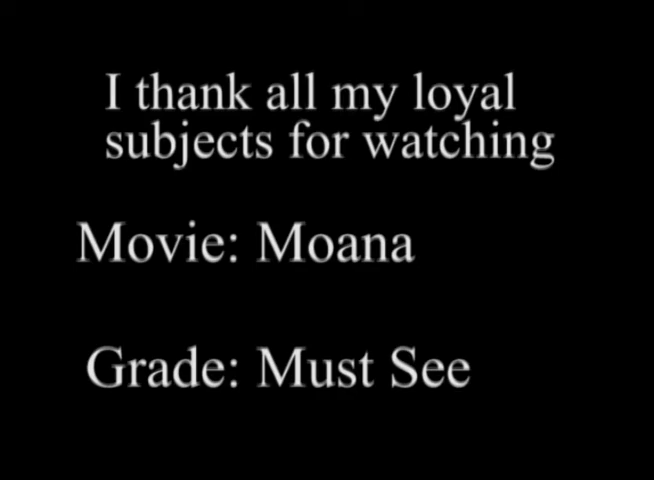 I thank all my loyal
subjects for watching
Movie: Moana
Grade: Must See